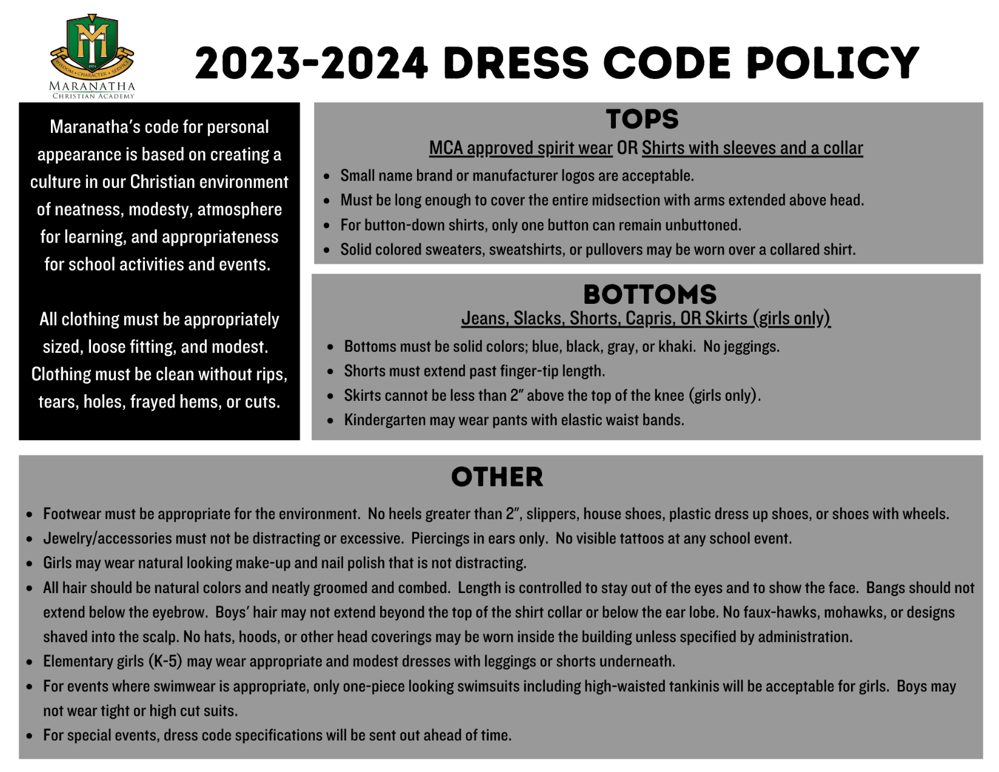 WISDOM • CHARACTER • SERVICE
1974
MARANATHA
CHRISTIAN ACADEMY
2023-2024 DRESS CODE POLICY
Maranatha's code for personal
appearance is based on creating a
culture in our Christian environment
of neatness, modesty, atmosphere
for learning, and appropriateness
for school activities and events.
All clothing must be appropriately
sized, loose fitting, and modest.
Clothing must be clean without rips,
tears, holes, frayed hems, or cuts.
TOPS
MCA approved spirit wear OR Shirts with sleeves and a collar
• Small name brand or manufacturer logos are acceptable.
• Must be long enough to cover the entire midsection with arms extended above head.
• For button-down shirts, only one button can remain unbuttoned.
• Solid colored sweaters, sweatshirts, or pullovers may be worn over a collared shirt.
BOTTOMS
Jeans, Slacks, Shorts, Capris, OR Skirts (girls only)
• Bottoms must be solid colors; blue, black, gray, or khaki. No jeggings.
• Shorts must extend past finger-tip length.
• Skirts cannot be less than 2" above the top of the knee (girls only).
• Kindergarten may wear pants with elastic waist bands.
OTHER
• Footwear must be appropriate for the environment. No heels greater than 2", slippers, house shoes, plastic dress up shoes, or shoes with wheels.
• Jewelry/accessories must not be distracting or excessive. Piercings in ears only. No visible tattoos at any school event.
• Girls may wear natural looking make-up and nail polish that is not distracting.
• All hair should be natural colors and neatly groomed and combed. Length is controlled to stay out of the eyes and to show the face. Bangs should not
extend below the eyebrow. Boys' hair may not extend beyond the top of the shirt collar or below the ear lobe. No faux-hawks, mohawks, or designs
shaved into the scalp. No hats, hoods, or other head coverings may be worn inside the building unless specified by administration.
• Elementary girls (K-5) may wear appropriate and modest dresses with leggings or shorts underneath.
• For events where swimwear is appropriate, only one-piece looking swimsuits including high-waisted tankinis will be acceptable for girls. Boys may
not wear tight or high cut suits.
• For special events, dress code specifications will be sent out ahead of time.